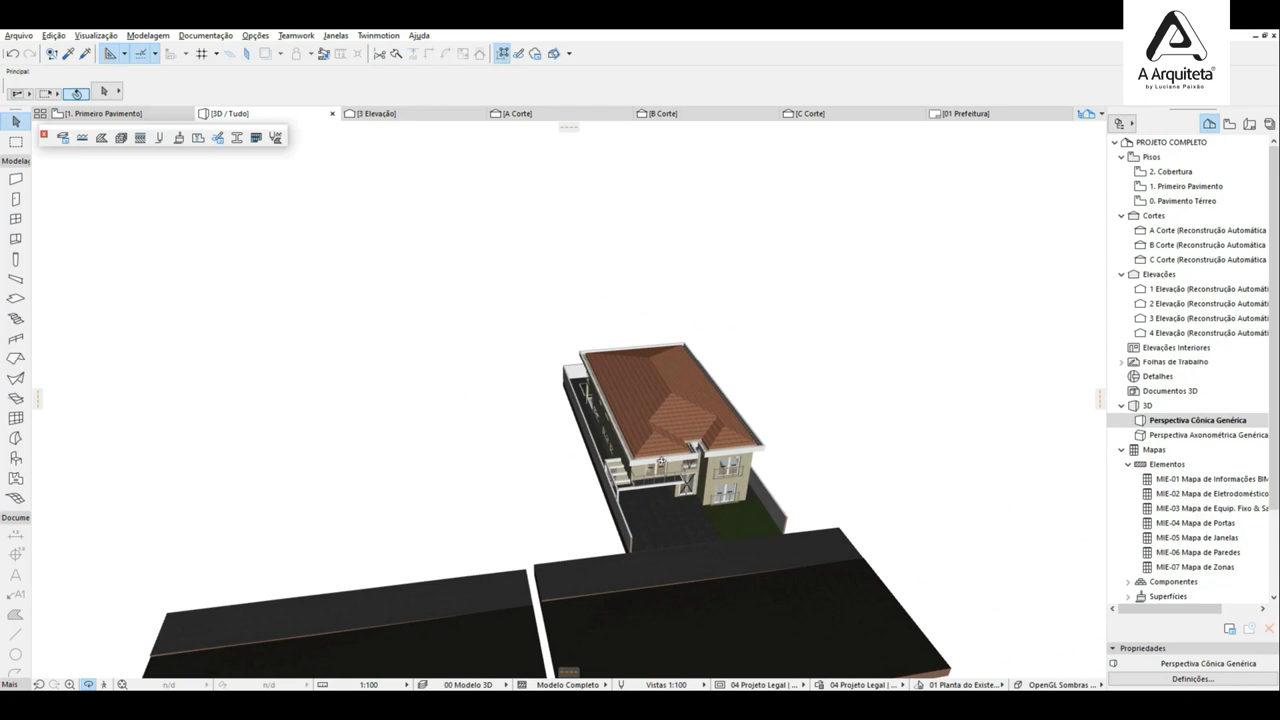 Arquivo Edição Visualização Modelagem Documentação Opções Teamwork Janelas Twinmotion Ajuda
A Arquiteta®
by Luciana Paixão
Principal:
[1. Primeiro Pavimento] [3D / Tudo] [3 Elevação] [A Corte] [B Corte] [C Corte] [01 Prefeitura]
Modelag
PROJETO COMPLETO
Pisos
2. Cobertura
1. Primeiro Pavimento
0. Pavimento Térreo
Cortes
A Corte (Reconstrução Automática
B Corte (Reconstrução Automática
C Corte (Reconstrução Automática
Elevações
1 Elevação (Reconstrução Automáti
2 Elevação (Reconstrução Automáti
3 Elevação (Reconstrução Automáti
4 Elevação (Reconstrução Automáti
Elevações Interiores
Folhas de Trabalho
Detalhes
Documentos 3D
3D
Perspectiva Cônica Genérica
Perspectiva Axonométrica Genérica
Mapas
Elementos
MIE-01 Mapa de Informações BI
MIE-02 Mapa de Eletrodoméstico
MIE-03 Mapa de Equip. Fixo & Sa
MIE-04 Mapa de Portas
MIE-05 Mapa de Janelas
MIE-06 Mapa de Paredes
MIE-07 Mapa de Zonas
Componentes
Superfícies
Docume
Propriedades
Perspectiva Cônica Genérica
Definições...
Mais n/d n/d 1:100 00 Modelo 3D Modelo Completo Vistas 1:100 04 Projeto Legal |... 04 Projeto Legal |... 01 Planta do Existe... OpenGL Sombras ...